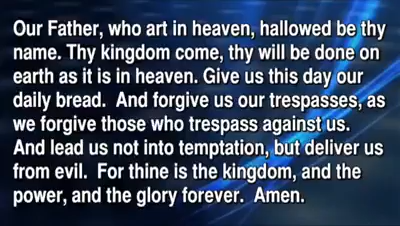 Our Father, who art in heaven, hallowed be thy
name. Thy kingdom come, thy will be done on
earth as it is in heaven. Give us this day our
daily bread.  And forgive us our trespasses, as
we forgive those who trespass against us.
And lead us not into temptation, but deliver us
from evil.  For thine is the kingdom, and the
power, and the glory forever.  Amen.